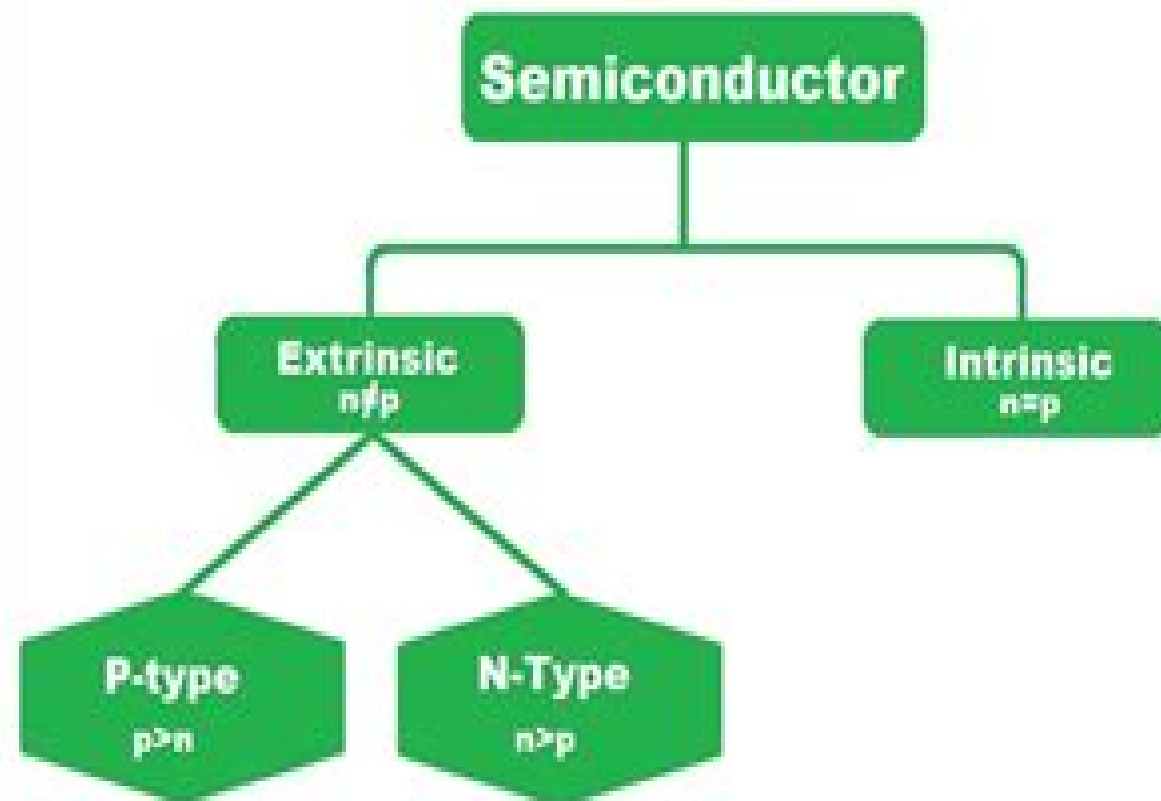 Semiconductor
Extrinsic
n≠p
Intrinsic
n=p
P-type
p>n
N-Type
n>p